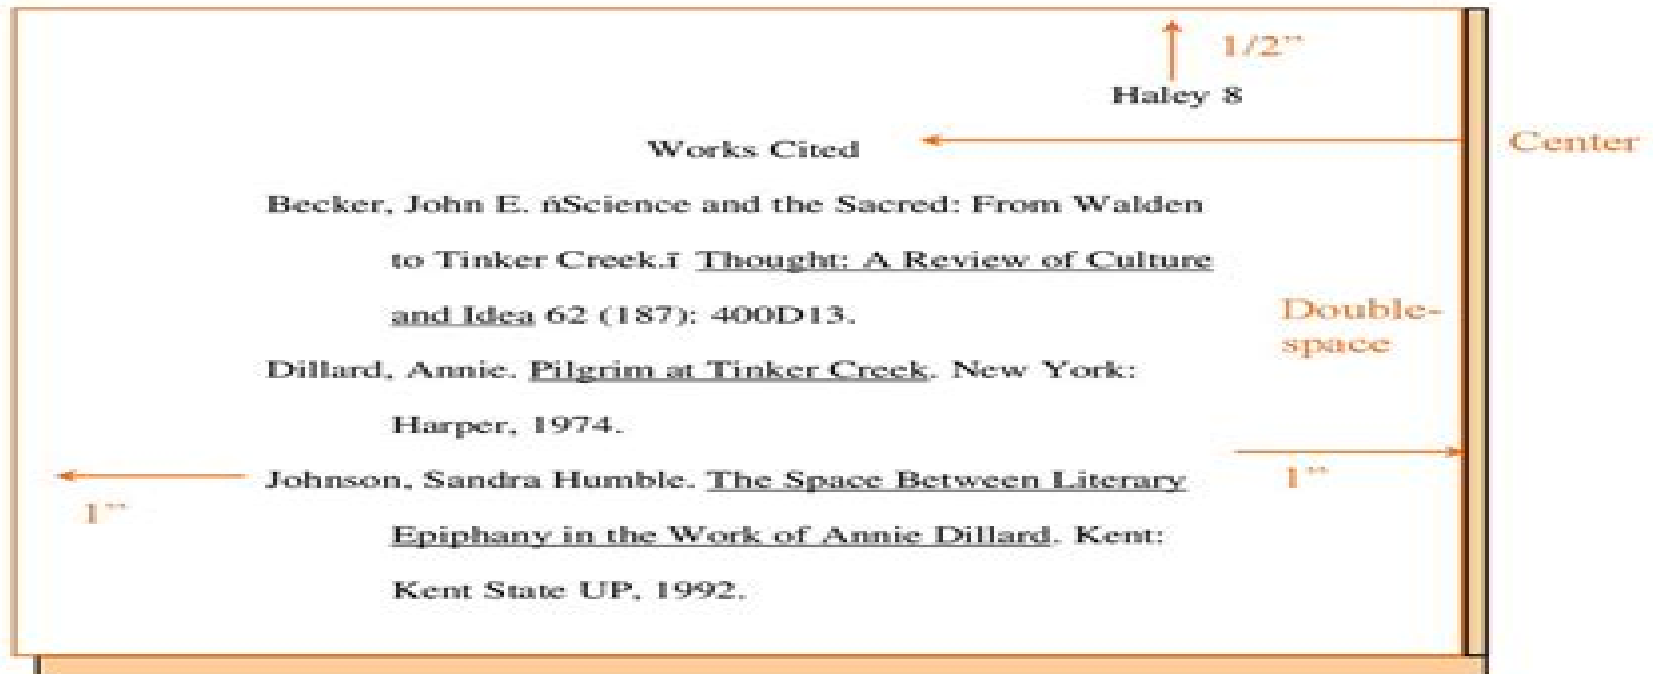 1/2"
Haley 8
Works Cited
Center
Becker, John E. ñScience and the Sacred: From Walden
to Tinker Creek.ï Thought: A Review of Culture
and Idea 62 (187): 400D13.
Double-
space
Dillard, Annie. Pilgrim at Tinker Creek. New York:
Harper, 1974.
Johnson, Sandra Humble. The Space Between Literary
1"
1"
Epiphany in the Work of Annie Dillard. Kent:
Kent State UP, 1992.